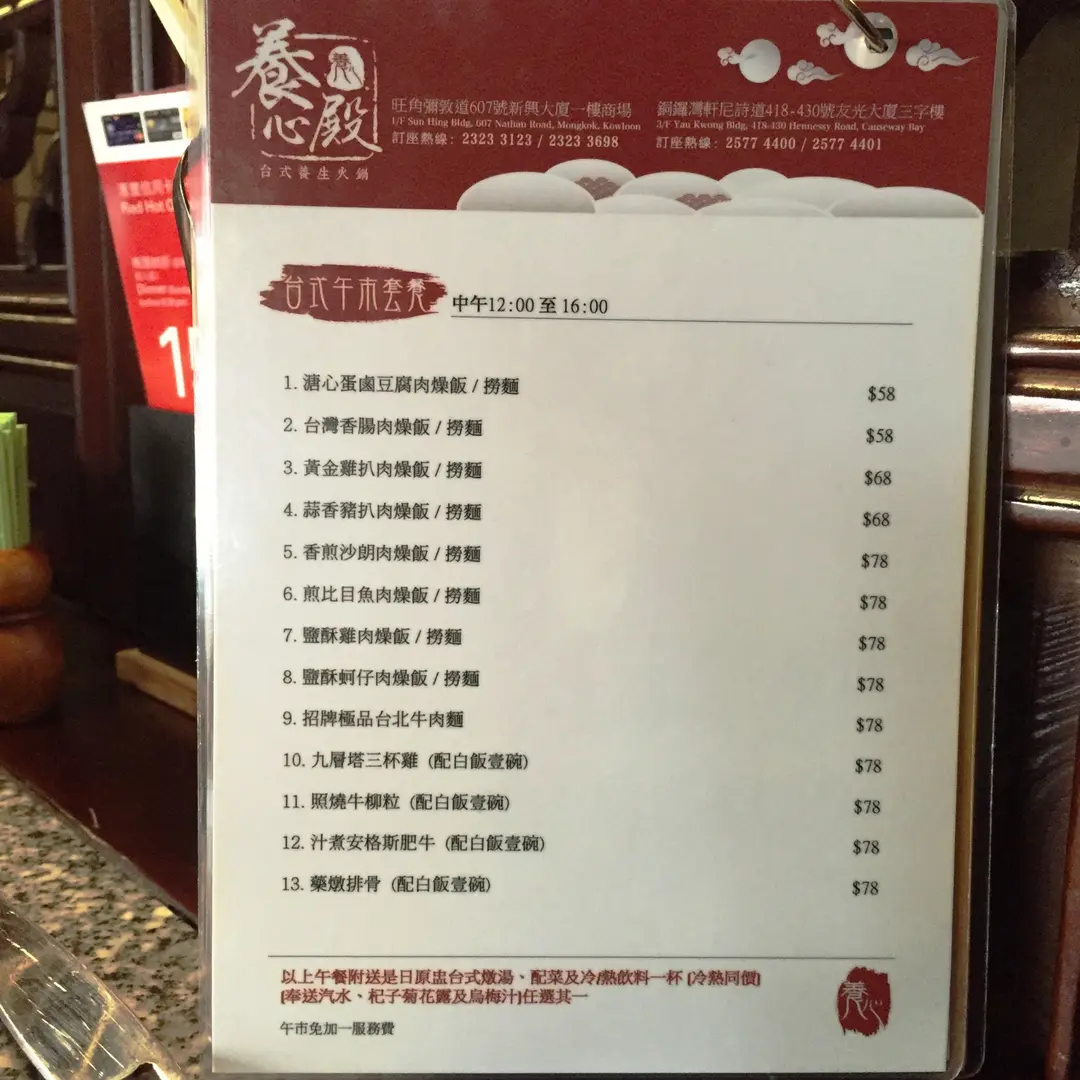 養心殿
養心
台式養生火鍋
旺角彌敦道607號新興大廈一樓商場
1/F Sun Hing Bldg, 607 Nathan Road, Mongkok, Kowloon
訂座熱線: 2323 3123 / 2323 3698
銅鑼灣軒尼詩道418-430號友光大廈三字樓
3/F Yau Kwong Bldg, 418-430 Hennessy Road, Causeway Bay
訂座熱線: 2577 4400 / 2577 4401
台式午市套餐 中午12:00 至 16:00
1. 溏心蛋鹵豆腐肉燥飯 / 撈麵 $58
2. 台灣香腸肉燥飯 / 撈麵 $58
3. 黃金雞扒肉燥飯 / 撈麵 $68
4. 蒜香豬扒肉燥飯 / 撈麵 $68
5. 香煎沙朗肉燥飯 / 撈麵 $78
6. 煎比目魚肉燥飯 / 撈麵 $78
7. 鹽酥雞肉燥飯 / 撈麵 $78
8. 鹽酥蚵仔肉燥飯 / 撈麵 $78
9. 招牌極品台北牛肉麵 $78
10. 九層塔三杯雞 (配白飯壹碗) $78
11. 照燒牛柳粒 (配白飯壹碗) $78
12. 汁煮安格斯肥牛 (配白飯壹碗) $78
13. 藥燉排骨 (配白飯壹碗) $78
以上午餐附送是日原盅台式燉湯、配菜及冷/熱飲料一杯 (冷熱同價)
(奉送汽水、杞子菊花露及烏梅汁)任選其一
午市免加一服務費
養心
Red Hot
Dinner